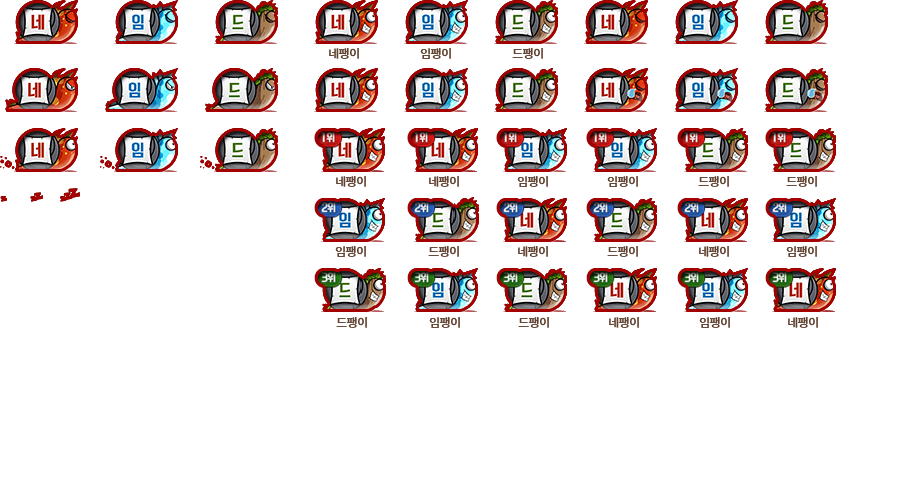 네 임 드 네 임 드 네 임 드
네팽이 임팽이 드팽이
네 임 드 네 임 드 네 임 드
네 임 드 1위 네 1위 네 1위 임 1위 임 1위 드 1위 드
네팽이 네팽이 임팽이 임팽이 드팽이 드팽이
2위 임 2위 드 2위 네 2위 드 2위 네 2위 임
임팽이 드팽이 네팽이 드팽이 네팽이 임팽이
3위 드 3위 임 3위 드 3위 네 3위 임 3위 네
드팽이 임팽이 드팽이 네팽이 임팽이 네팽이